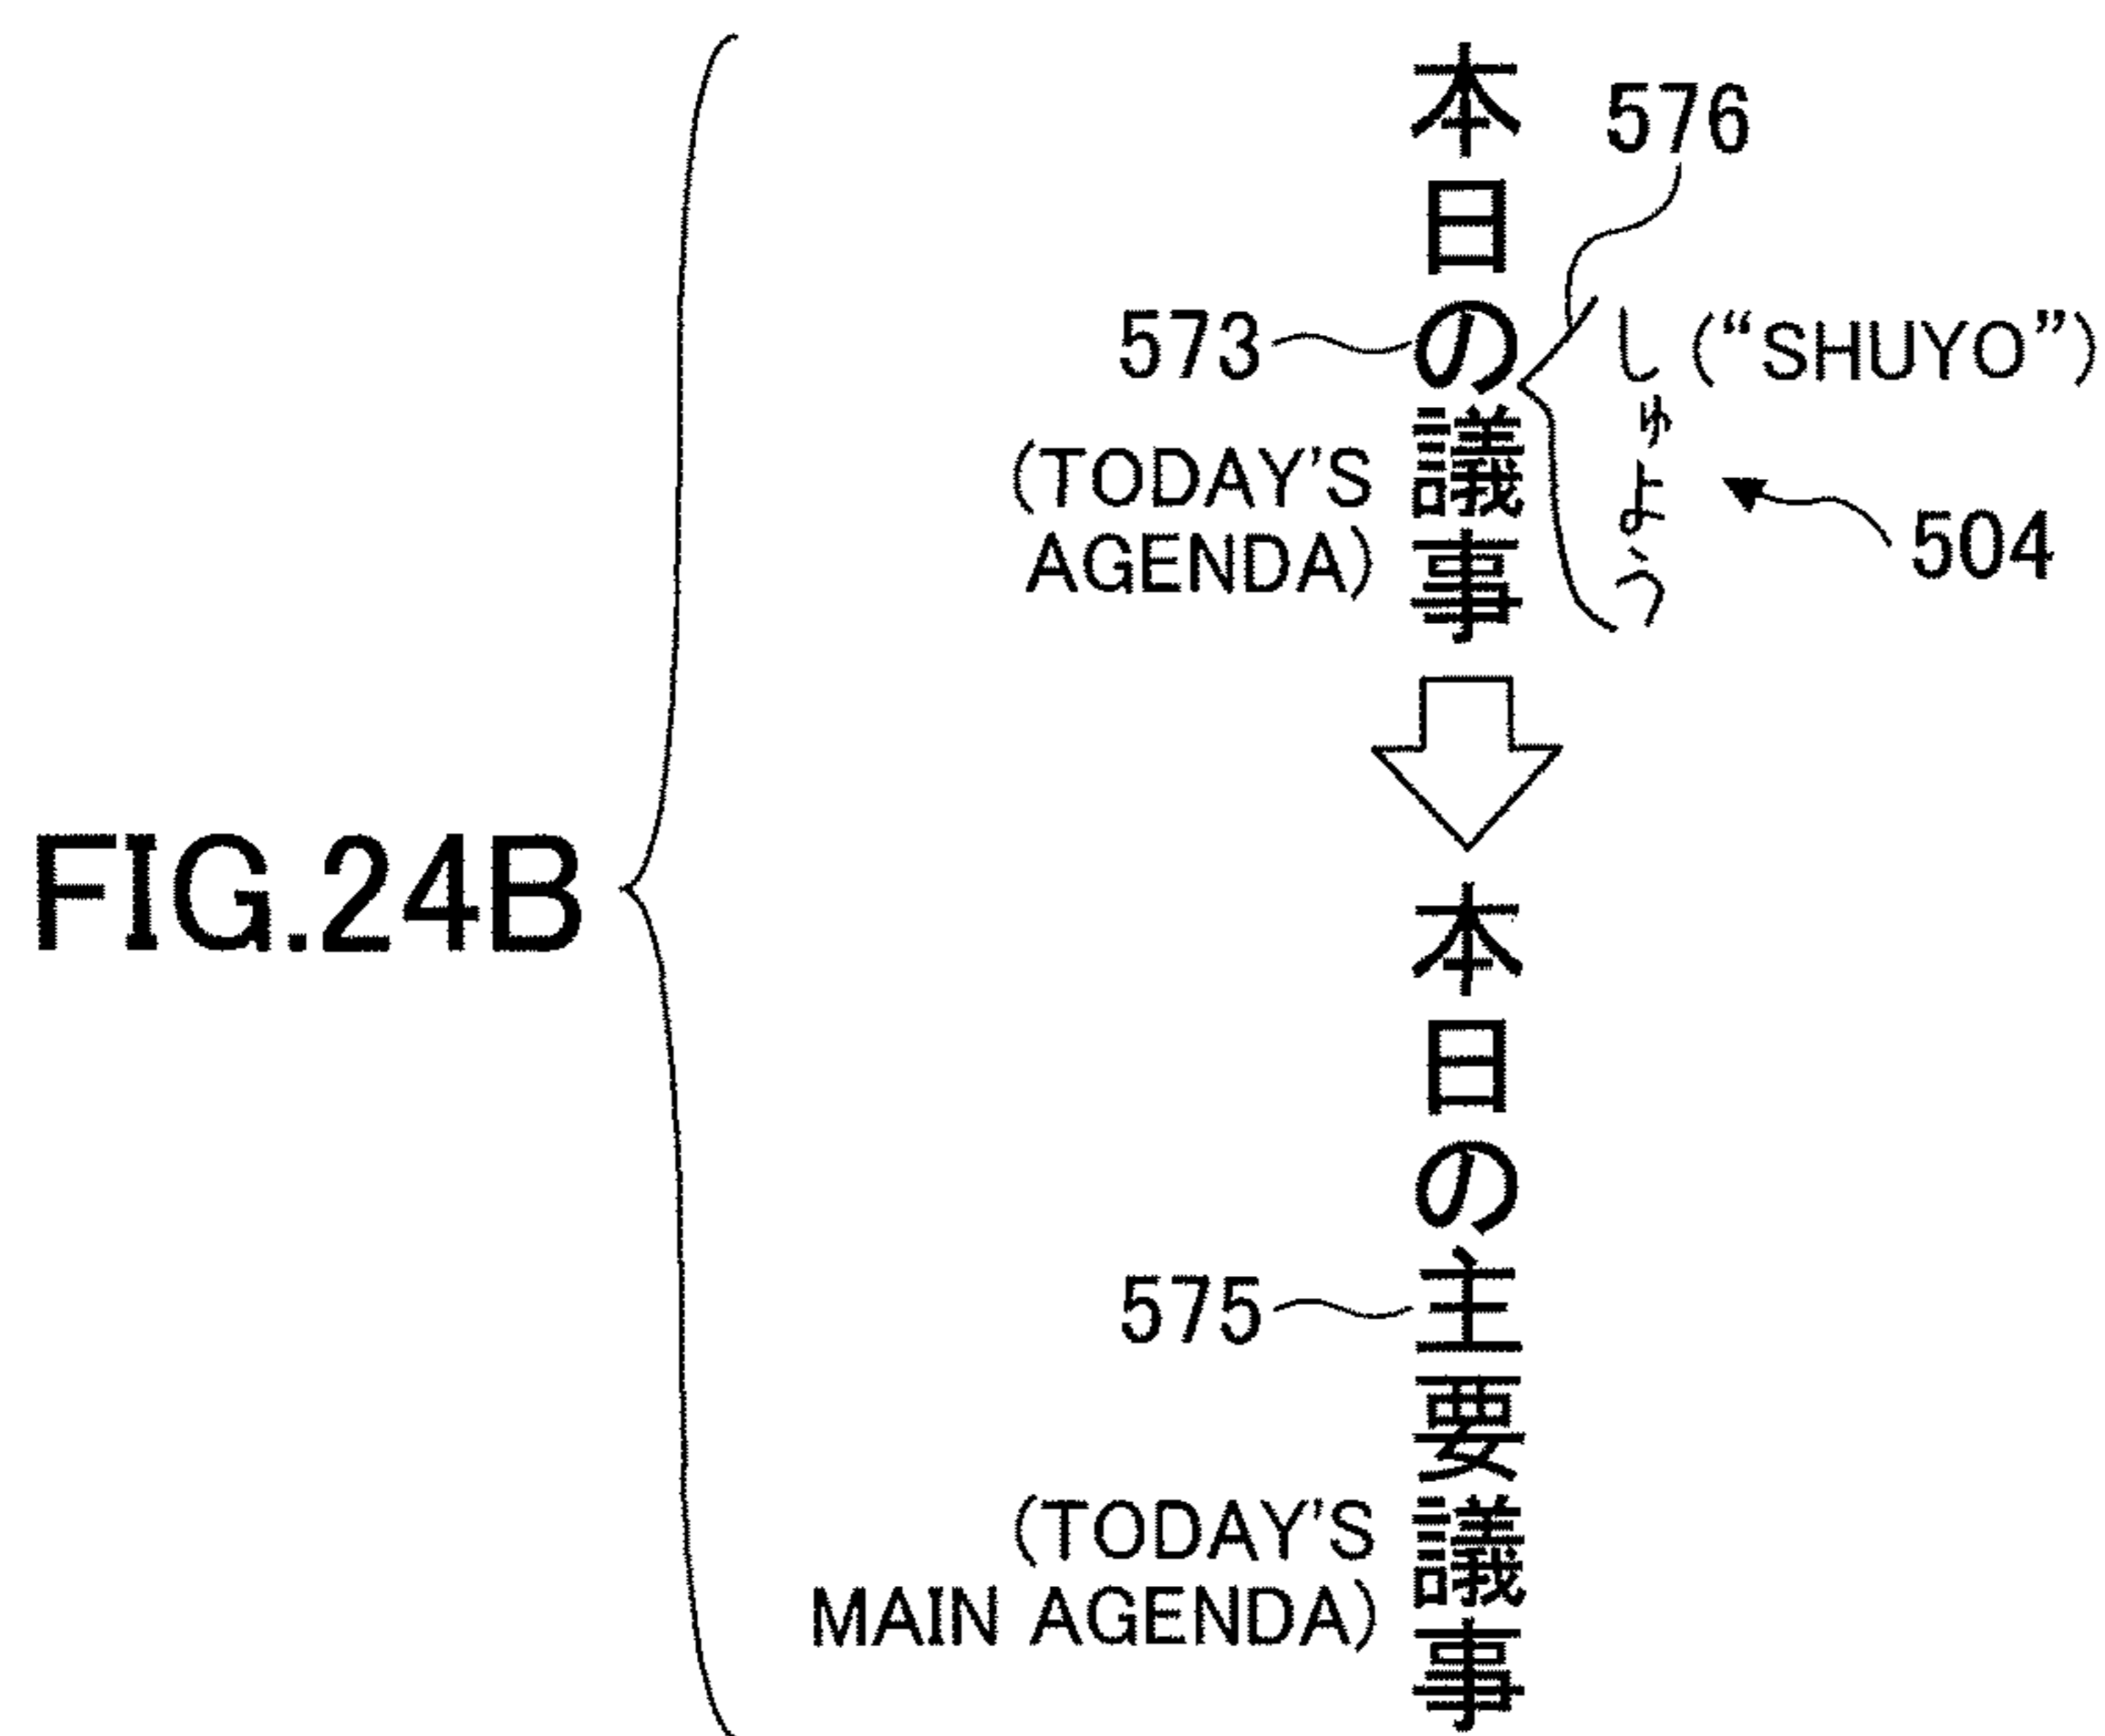 FIG.24B
本日の議事
576
573
(TODAY'S
AGENDA)
しゅよう
("SHUYO")
504
本日の主要議事
575
(TODAY'S
MAIN AGENDA)